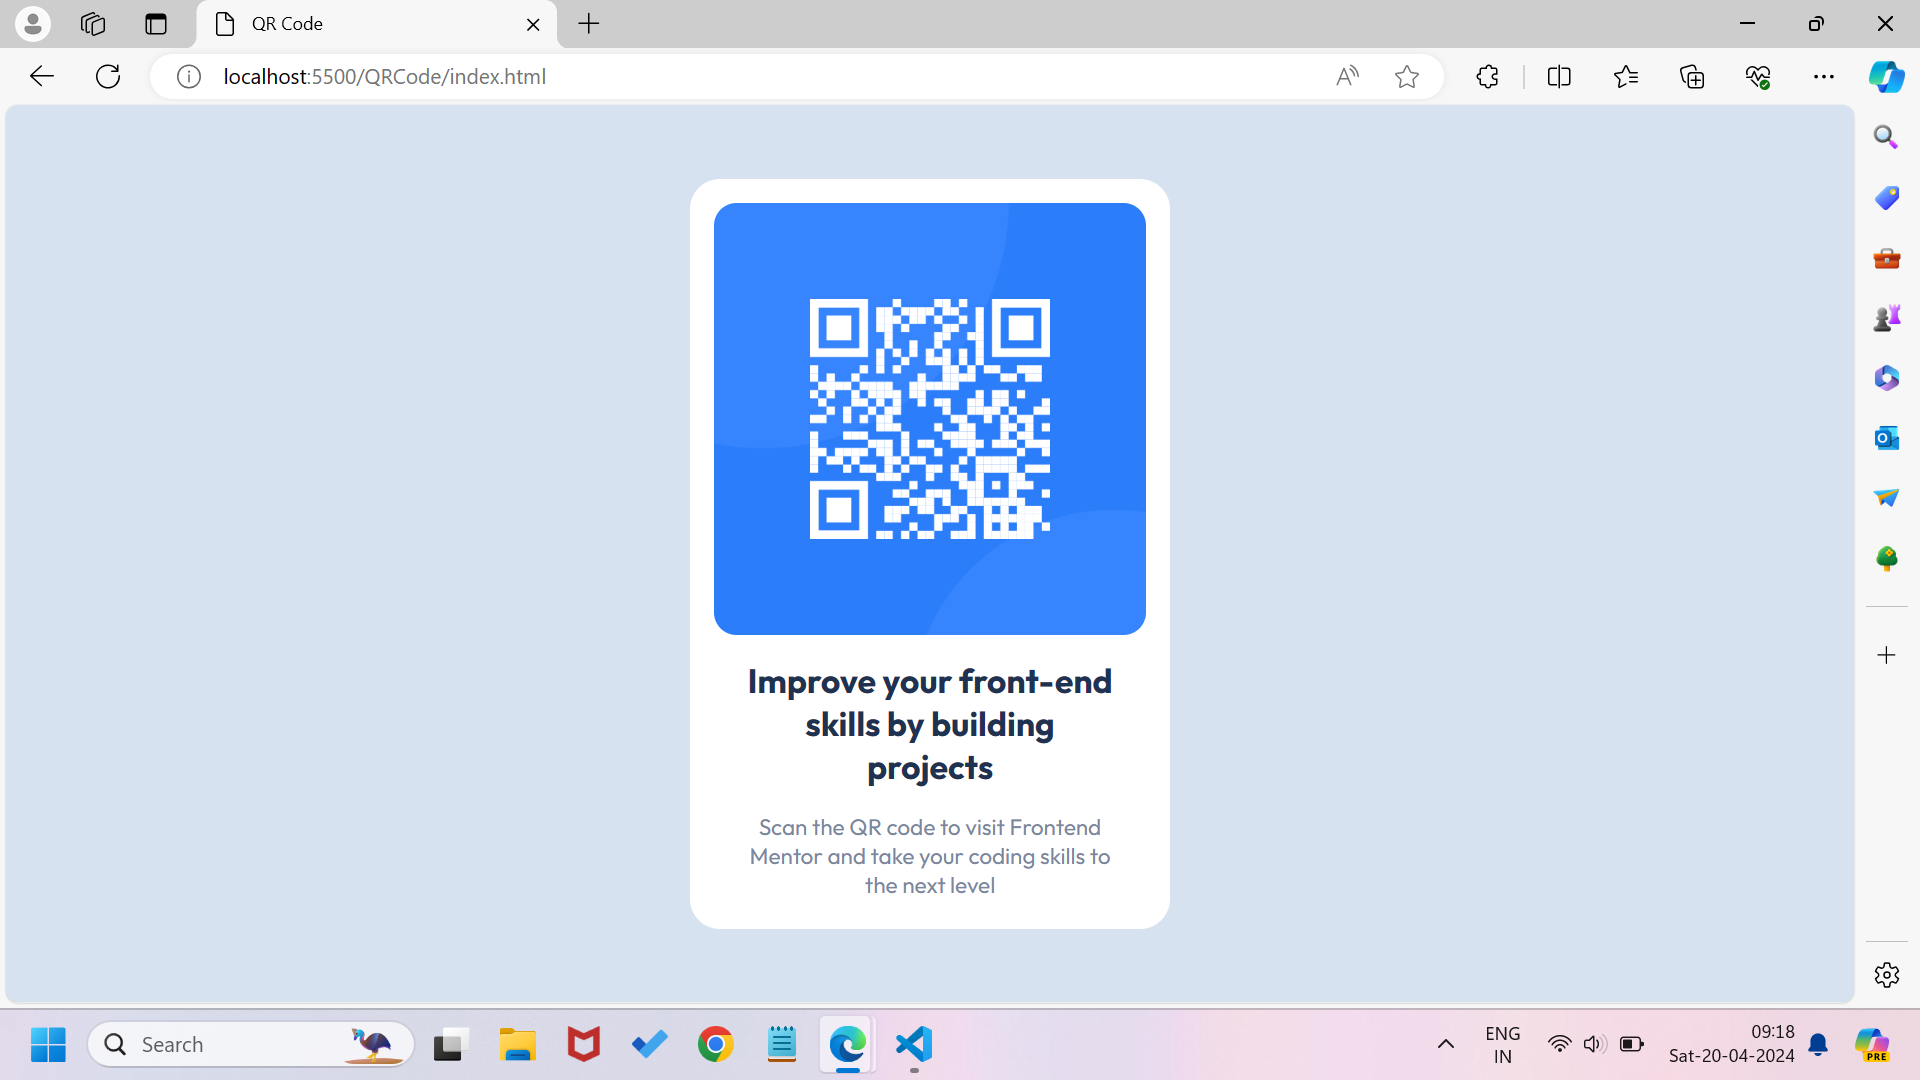 QR Code
localhost:5500/QRCode/index.html
Improve your front-end
skills by building
projects
Scan the QR code to visit Frontend
Mentor and take your coding skills to
the next level
Search
ENG
IN
09:18
Sat-20-04-2024
PRE